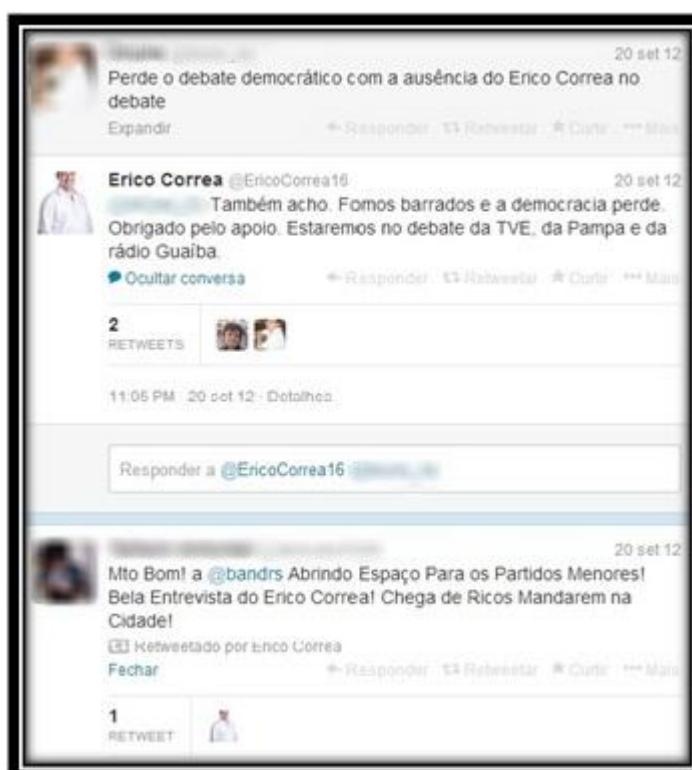 20 set 12
Perde o debate democrático com a ausência do Erico Correa no
debate
Expandir Responder Retweetar Curtir Mais
Erico Correa @EricoCorrea16 20 set 12
Também acho. Fomos barrados e a democracia perde.
Obrigado pelo apoio. Estaremos no debate da TVE, da Pampa e da
rádio Guaíba.
Ocultar conversa Responder Retweetar Curtir Mais
2
RETWEETS
11:05 PM - 20 set 12 · Detalhes
Responder a @EricoCorrea16
20 set 12
Mto Bom! a @bandrs Abrindo Espaço Para os Partidos Menores!
Bela Entrevista do Erico Correa! Chega de Ricos Mandarem na
Cidade!
Retweetado por Erico Correa
Fechar Responder Retweetar Curtir Mais
1
RETWEET